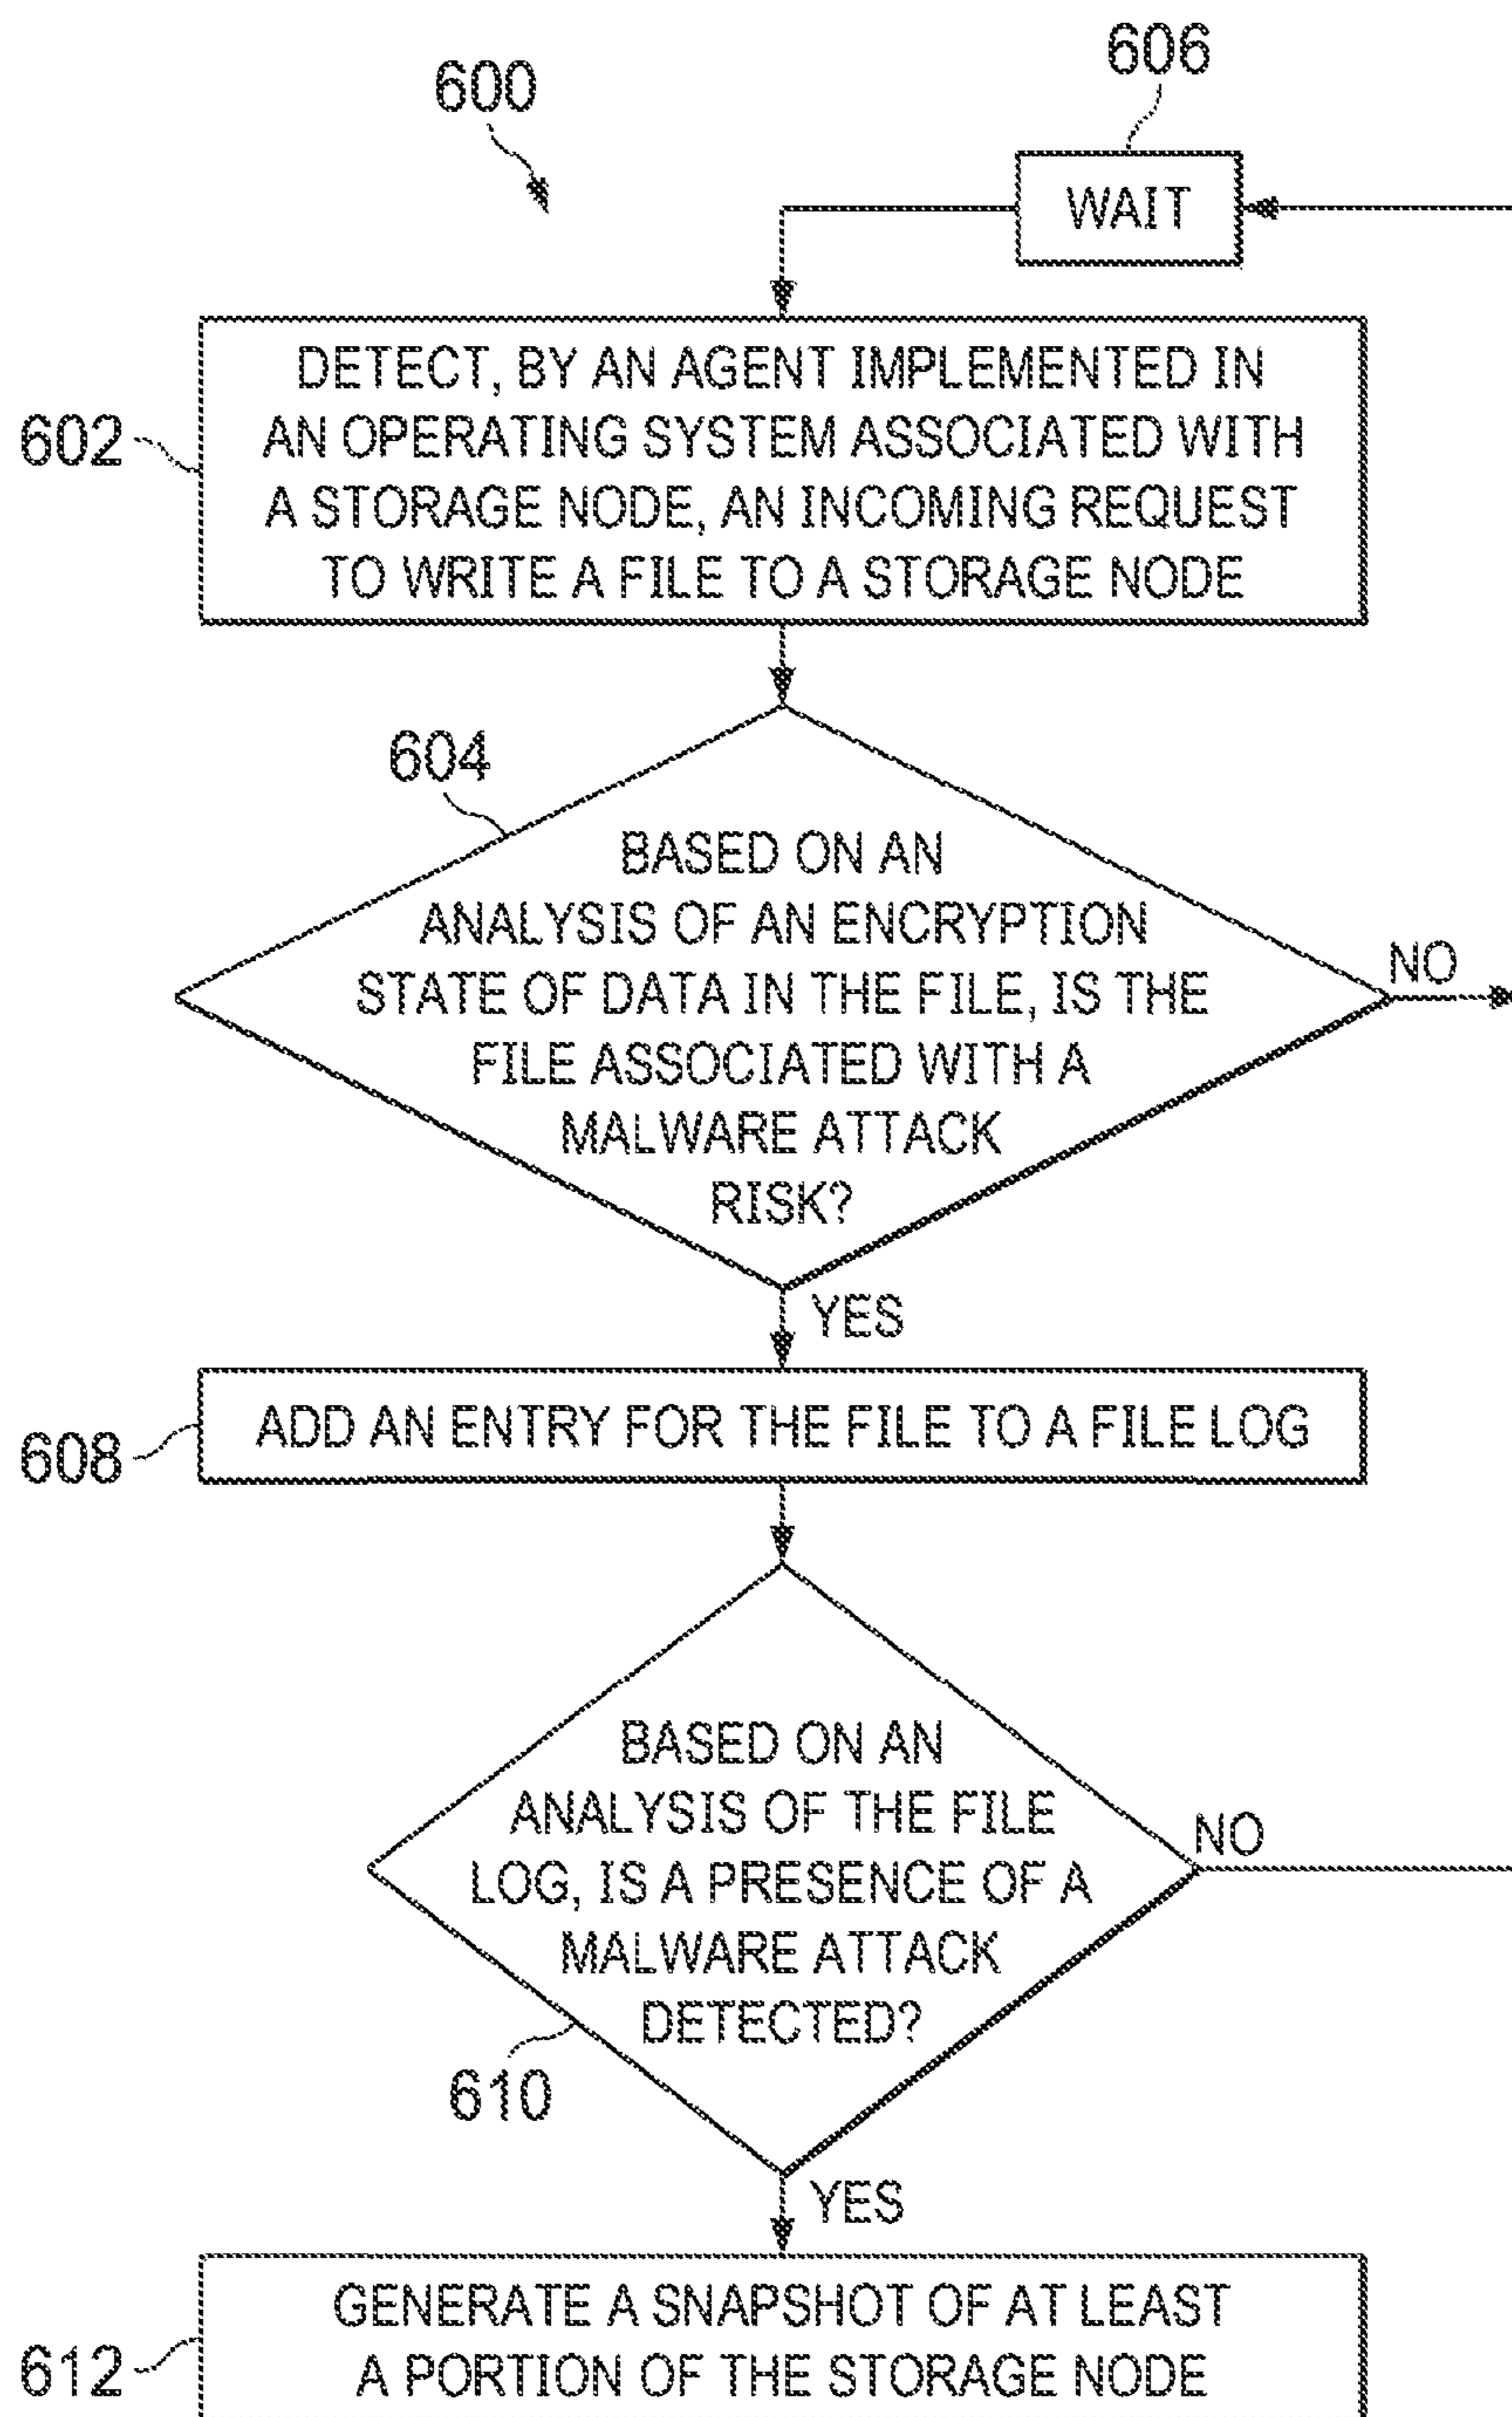 606
600
WAIT
DETECT, BY AN AGENT IMPLEMENTED IN
AN OPERATING SYSTEM ASSOCIATED WITH
A STORAGE NODE, AN INCOMING REQUEST
TO WRITE A FILE TO A STORAGE NODE
602
604
BASED ON AN
ANALYSIS OF AN ENCRYPTION
STATE OF DATA IN THE FILE, IS THE
FILE ASSOCIATED WITH A
MALWARE ATTACK
RISK?
NO
YES
ADD AN ENTRY FOR THE FILE TO A FILE LOG
608
BASED ON AN
ANALYSIS OF THE FILE
LOG, IS A PRESENCE OF A
MALWARE ATTACK
DETECTED?
NO
610
YES
GENERATE A SNAPSHOT OF AT LEAST
A PORTION OF THE STORAGE NODE
612